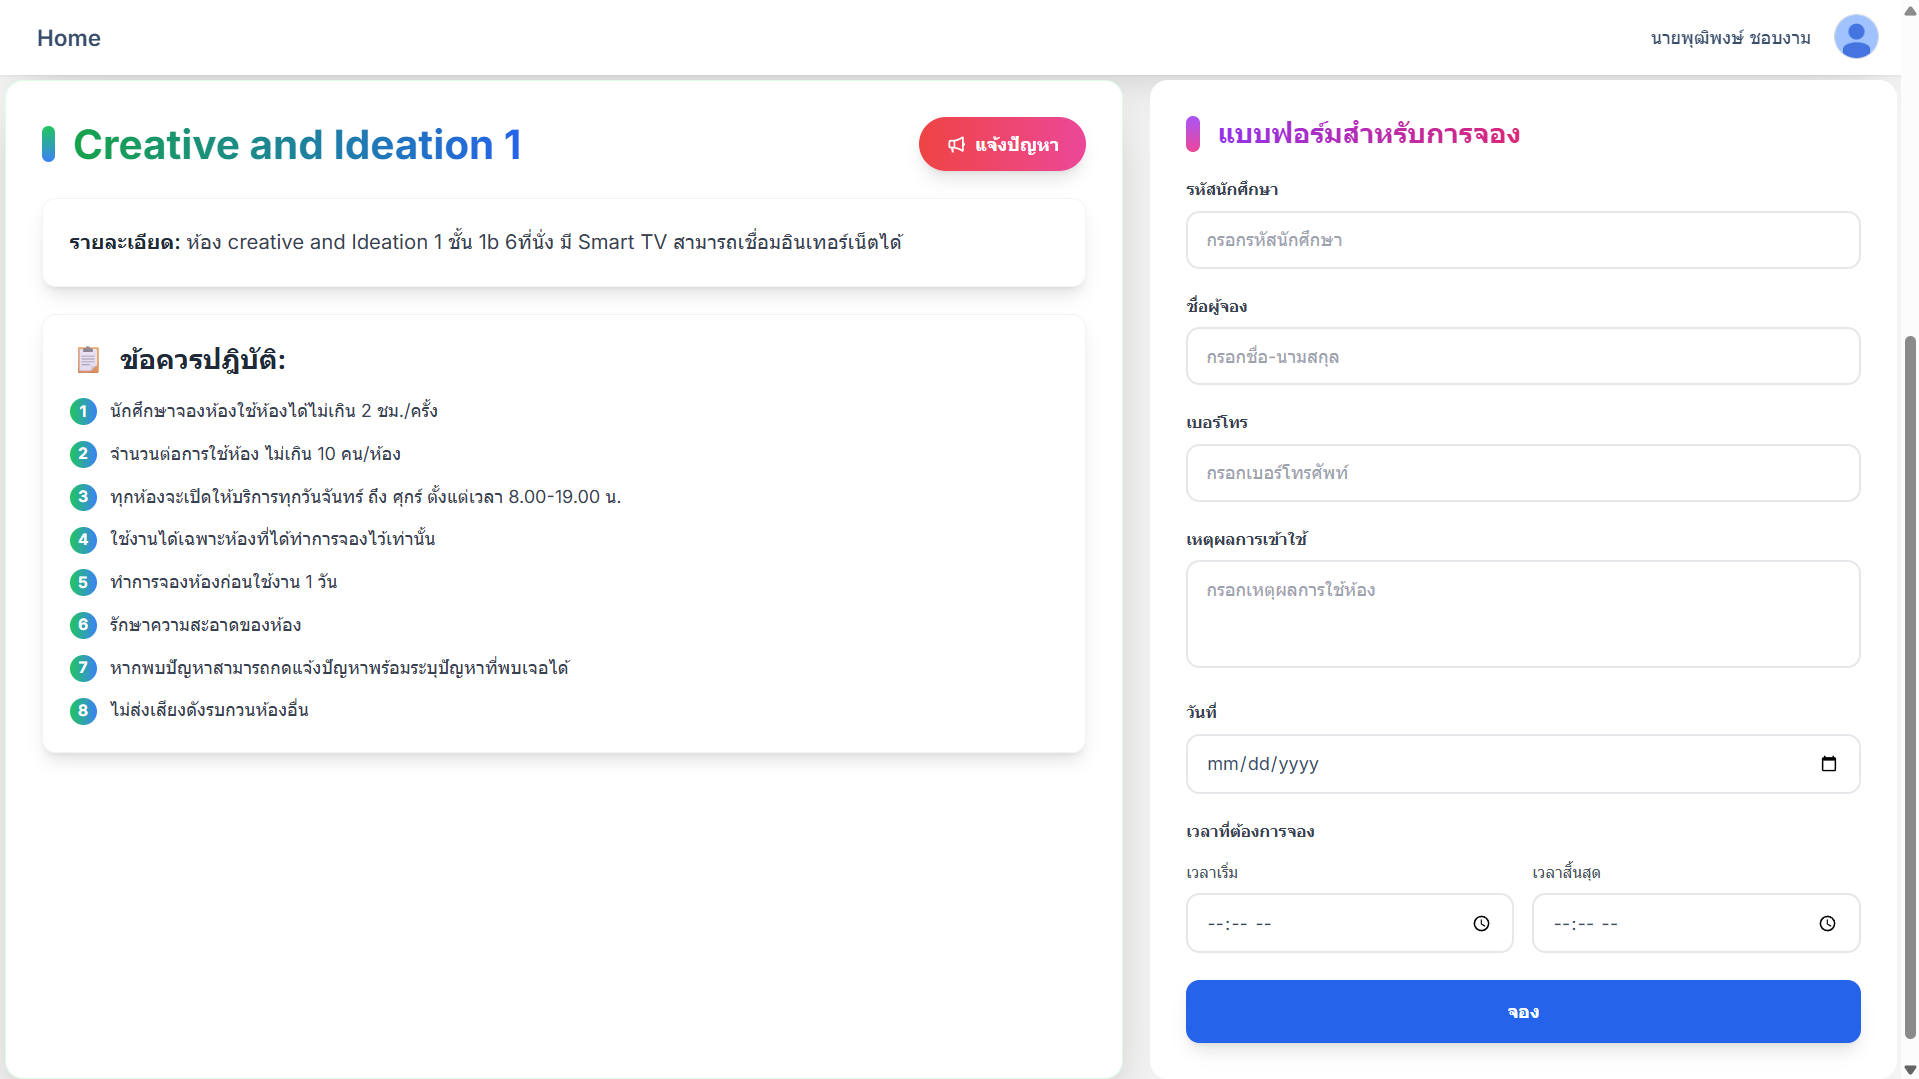 Home
นายพุฒิพงษ์ ชอบงาม
Creative and Ideation 1
แจ้งปัญหา
รายละเอียด: ห้อง creative and Ideation 1 ชั้น 1b 6ที่นั่ง มี Smart TV สามารถเชื่อมอินเทอร์เน็ตได้
ข้อควรปฎิบัติ:
1 นักศึกษาจองห้องใช้ห้องได้ไม่เกิน 2 ชม./ครั้ง
2 จำนวนต่อการใช้ห้อง ไม่เกิน 10 คน/ห้อง
3 ทุกห้องจะเปิดให้บริการทุกวันจันทร์ ถึง ศุกร์ ตั้งแต่เวลา 8.00-19.00 น.
4 ใช้งานได้เฉพาะห้องที่ได้ทำการจองไว้เท่านั้น
5 ทำการจองห้องก่อนใช้งาน 1 วัน
6 รักษาความสะอาดของห้อง
7 หากพบปัญหาสามารถกดแจ้งปัญหาพร้อมระบุปัญหาที่พบเจอได้
8 ไม่ส่งเสียงดังรบกวนห้องอื่น
แบบฟอร์มสำหรับการจอง
รหัสนักศึกษา
กรอกรหัสนักศึกษา
ชื่อผู้จอง
กรอกชื่อ-นามสกุล
เบอร์โทร
กรอกเบอร์โทรศัพท์
เหตุผลการเข้าใช้
กรอกเหตุผลการใช้ห้อง
วันที่
mm/dd/yyyy
เวลาที่ต้องการจอง
เวลาเริ่ม
เวลาสิ้นสุด
--:-- --
--:-- --
จอง